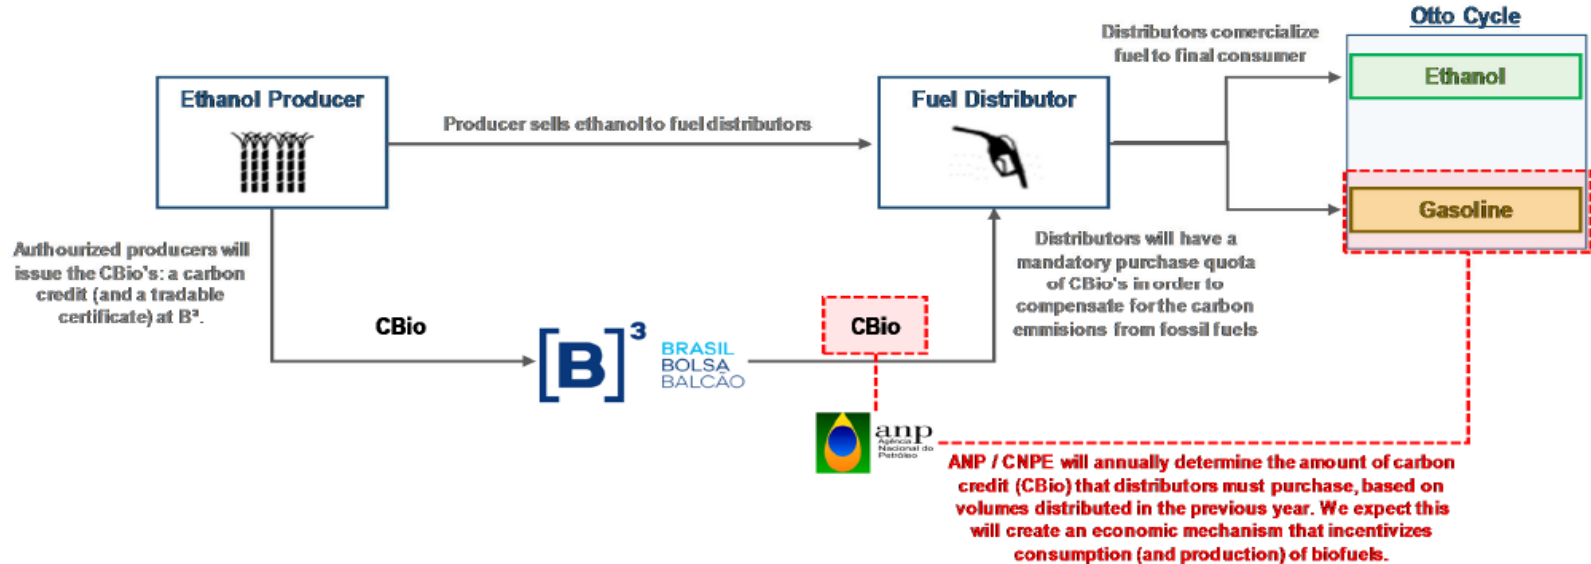 Otto Cycle
Distributors comercialize
fuel to final consumer
Ethanol
Ethanol Producer
Fuel Distributor
Producer sells ethanol to fuel distributors
Gasoline
Authourized producers will
issue the CBio's: a carbon
credit (and a tradable
certificate) at B³.
Distributors will have a
mandatory purchase quota
of CBio's in order to
compensate for the carbon
emmisions from fossil fuels
CBio
CBio
[B]³
BRASIL
BOLSA
BALCÃO
anp
Agência
Nacional do
Petróleo
ANP / CNPE will annually determine the amount of carbon
credit (CBio) that distributors must purchase, based on
volumes distributed in the previous year. We expect this
will create an economic mechanism that incentivizes
consumption (and production) of biofuels.